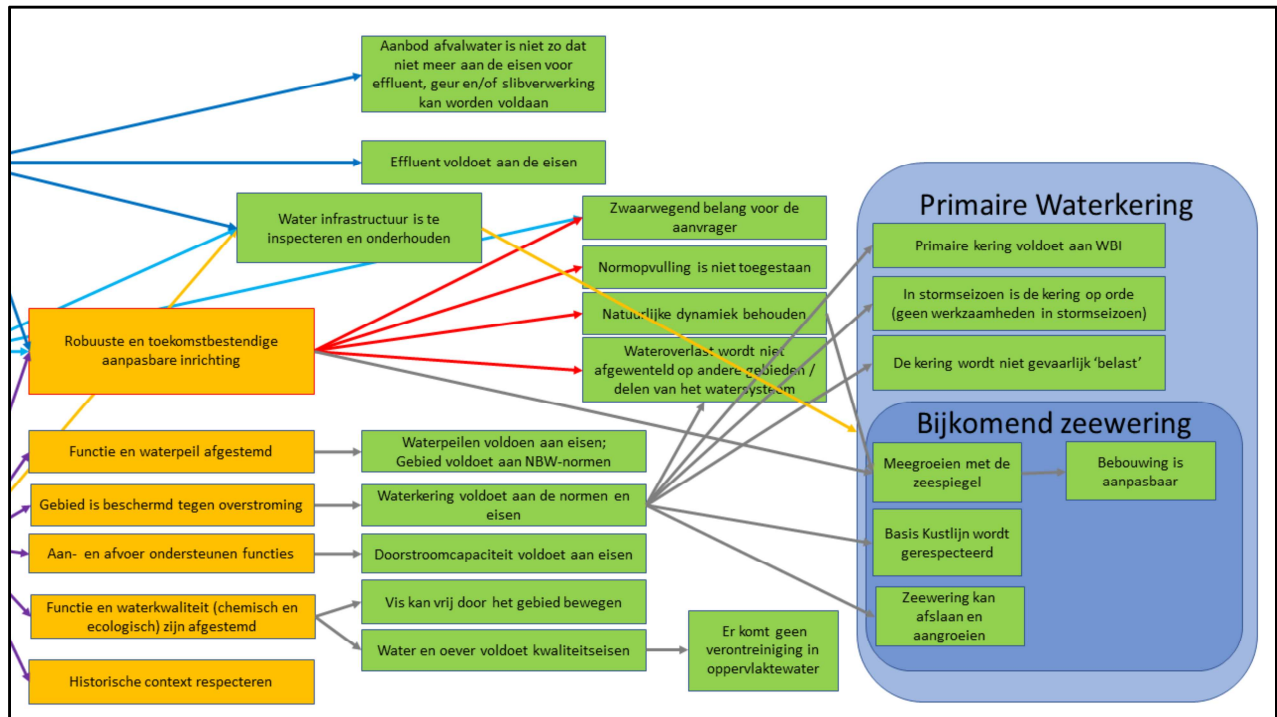 Aanbod afvalwater is niet zo dat
niet meer aan de eisen voor
effluent, geur en/of slibverwerking
kan worden voldaan
Effluent voldoet aan de eisen
Water infrastructuur is te
inspecteren en onderhouden
Zwaarwegend belang voor de
aanvrager
Normopvulling is niet toegestaan
Natuurlijke dynamiek behouden
Wateroverlast wordt niet
afgewenteld op andere gebieden /
delen van het watersysteem
Robuuste en toekomstbestendige
aanpasbare inrichting
Functie en waterpeil afgestemd
Waterpeilen voldoen aan eisen;
Gebied voldoet aan NBW-normen
Gebied is beschermd tegen overstroming
Waterkering voldoet aan de normen en
eisen
Aan- en afvoer ondersteunen functies
Doorstroomcapaciteit voldoet aan eisen
Functie en waterkwaliteit (chemisch en
ecologisch) zijn afgestemd
Vis kan vrij door het gebied bewegen
Water en oever voldoet kwaliteitseisen
Er komt geen
verontreiniging in
oppervlaktewater
Historische context respecteren
Primaire Waterkering
Primaire kering voldoet aan WBI
In stormseizoen is de kering op orde
(geen werkzaamheden in stormseizoen)
De kering wordt niet gevaarlijk ‘belast’
Bijkomend zeewering
Meegroeien met de
zeespiegel
Bebouwing is
aanpasbaar
Basis Kustlijn wordt
gerespecteerd
Zeewering kan
afslaan en
aangroeien